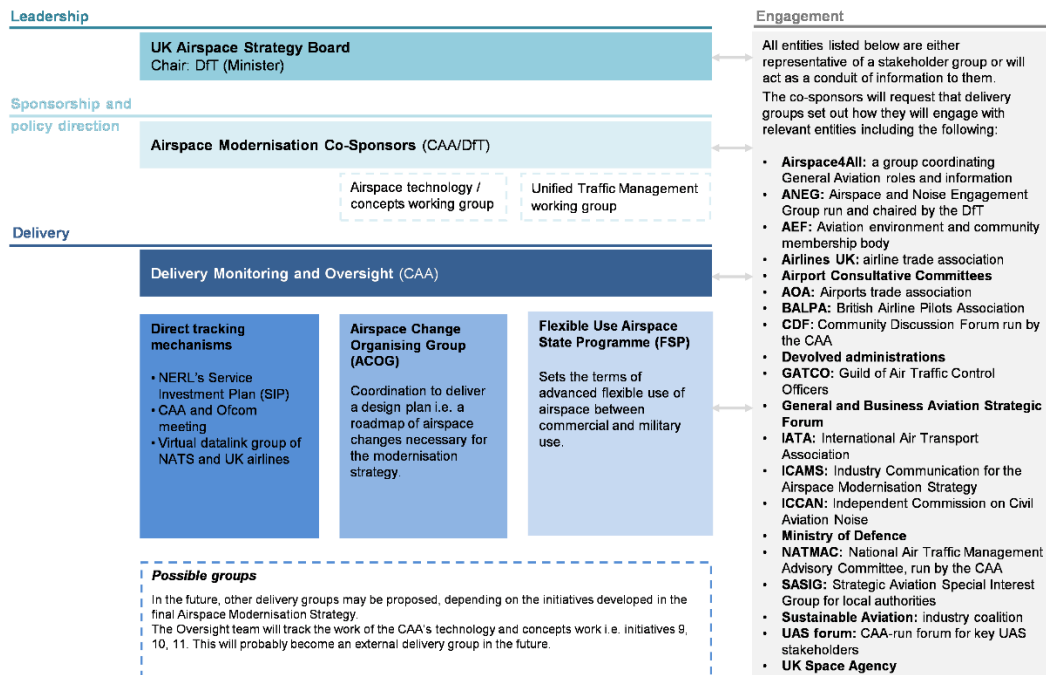 Leadership
UK Airspace Strategy Board
Chair: DfT (Minister)
Sponsorship and
policy direction
Airspace Modernisation Co-Sponsors (CAA/DfT)
Airspace technology /
concepts working group
Unified Traffic Management
working group
Delivery
Delivery Monitoring and Oversight (CAA)
Direct tracking
mechanisms
• NERL's Service
Investment Plan (SIP)
• CAA and Ofcom
meeting
• Virtual datalink group of
NATS and UK airlines
Airspace Change
Organising Group
(ACOG)
Coordination to deliver
a design plan i.e. a
roadmap of airspace
changes necessary for
the modernisation
strategy.
Flexible Use Airspace
State Programme (FSP)
Sets the terms of
advanced flexible use of
airspace between
commercial and military
use.
Possible groups
In the future, other delivery groups may be proposed, depending on the initiatives developed in the
final Airspace Modernisation Strategy.
The Oversight team will track the work of the CAA's technology and concepts work i.e. initiatives 9,
10, 11. This will probably become an external delivery group in the future.
Engagement
All entities listed below are either
representative of a stakeholder group or will
act as a conduit of information to them.
The co-sponsors will request that delivery
groups set out how they will engage with
relevant entities including the following:
• Airspace4All: a group coordinating
General Aviation roles and information
• ANEG: Airspace and Noise Engagement
Group run and chaired by the DfT
• AEF: Aviation environment and community
membership body
• Airlines UK: airline trade association
• Airport Consultative Committees
• AOA: Airports trade association
• BALPA: British Airline Pilots Association
• CDF: Community Discussion Forum run by
the CAA
• Devolved administrations
• GATCO: Guild of Air Traffic Control
Officers
• General and Business Aviation Strategic
Forum
• IATA: International Air Transport
Association
• ICAMS: Industry Communication for the
Airspace Modernisation Strategy
• ICCAN: Independent Commission on Civil
Aviation Noise
• Ministry of Defence
• NATMAC: National Air Traffic Management
Advisory Committee, run by the CAA
• SASIG: Strategic Aviation Special Interest
Group for local authorities
• Sustainable Aviation: industry coalition
• UAS forum: CAA-run forum for key UAS
stakeholders
• UK Space Agency